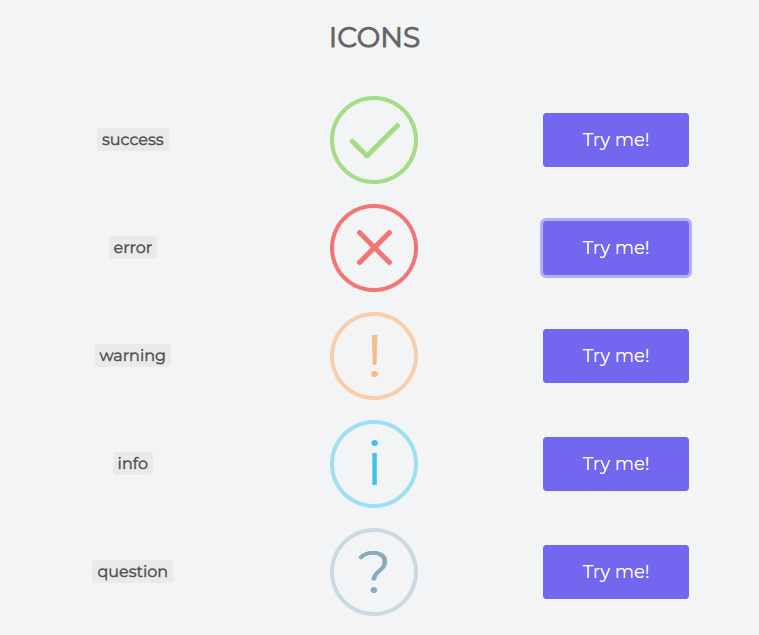 ICONS
success
Try me!
error
Try me!
warning
!
Try me!
info
i
Try me!
question
?
Try me!